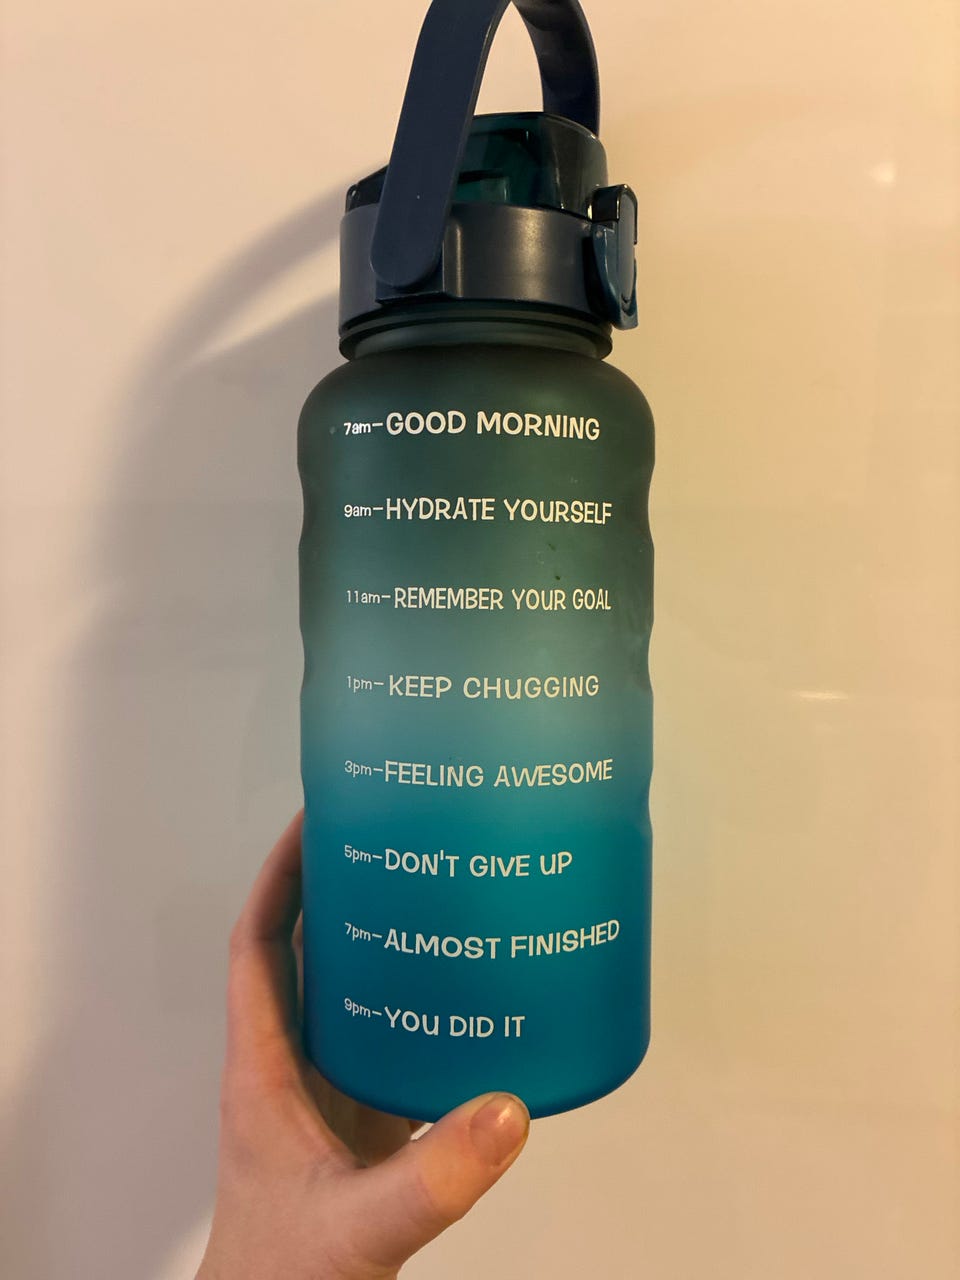 7am-GOOD MORNING
9am-HYDRATE YOURSELF
11am-REMEMBER YOUR GOAL
1pm-KEEP CHUGGING
3pm-FEELING AWESOME
5pm-DON'T GIVE UP
7pm-ALMOST FINISHED
9pm-YOU DID IT